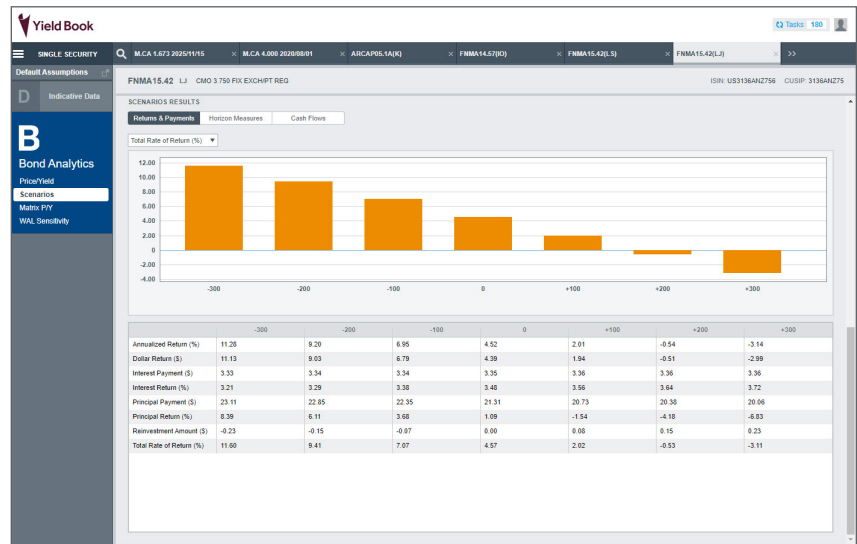 Yield Book
Tasks 180
SINGLE SECURITY
M.CA 1.673 2025/11/15 ×
M.CA 4.000 2020/08/01 ×
ARCAP05.1A(K) ×
FNMA14.57(IO) ×
FNMA15.42(LS) ×
FNMA15.42(LJ) ×
>>
Default Assumptions
D Indicative Data
B
Bond Analytics
Price/Yield
Scenarios
Matrix P/Y
WAL Sensitivity
FNMA15.42 LJ CMO 3.750 FIX EXCH/PT REG
ISIN: US3136ANZ756 CUSIP: 3136ANZ75
SCENARIOS RESULTS
Returns & Payments Horizon Measures Cash Flows
Total Rate of Return (%)
12.00
10.00
8.00
6.00
4.00
2.00
0
-2.00
-4.00
-300 -200 -100 0 +100 +200 +300
-300 -200 -100 0 +100 +200 +300
Annualized Return (%) 11.28 9.20 6.95 4.52 2.01 -0.54 -3.14
Dollar Return ($) 11.13 9.03 6.79 4.39 1.94 -0.51 -2.99
Interest Payment ($) 3.33 3.34 3.34 3.35 3.36 3.36 3.36
Interest Return (%) 3.21 3.29 3.38 3.48 3.56 3.64 3.72
Principal Payment ($) 23.11 22.85 22.35 21.31 20.73 20.38 20.06
Principal Return (%) 8.39 6.11 3.68 1.09 -1.54 -4.18 -6.83
Reinvestment Amount ($) -0.23 -0.15 -0.07 0.00 0.08 0.15 0.23
Total Rate of Return (%) 11.60 9.41 7.07 4.57 2.02 -0.53 -3.11